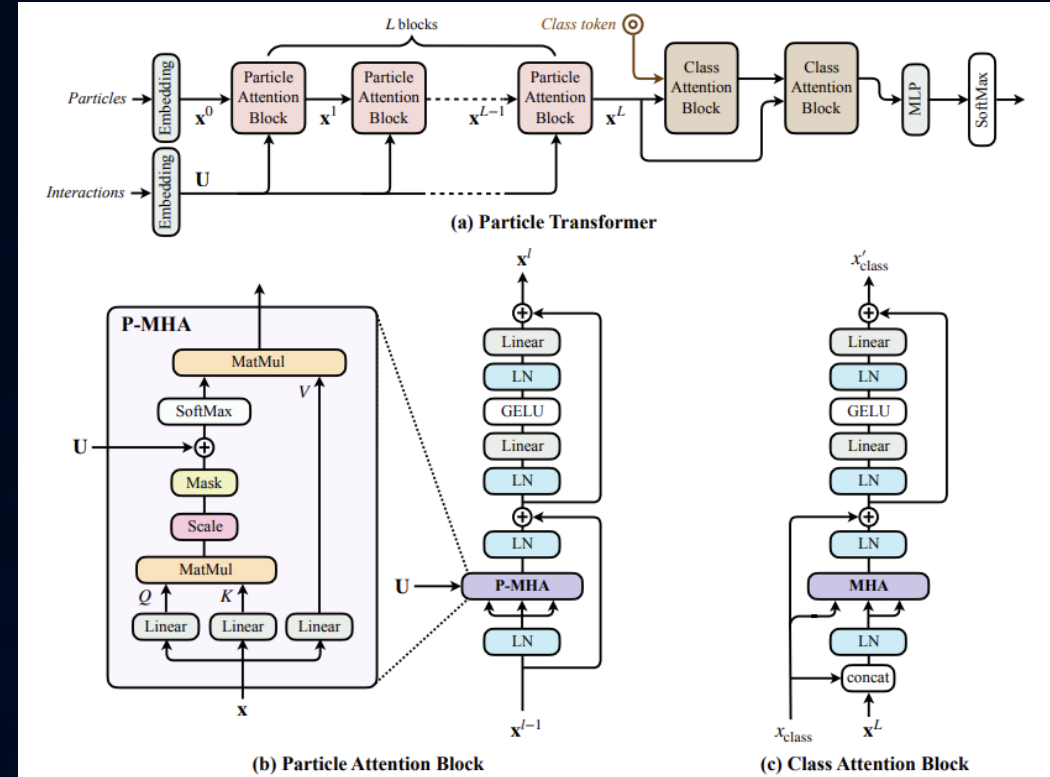 L blocks
Class token
Particles
Embedding
x⁰
Particle
Attention
Block
x¹
Particle
Attention
Block
xᴸ⁻¹
Particle
Attention
Block
xᴸ
Class
Attention
Block
Class
Attention
Block
MLP
SoftMax
Interactions
Embedding
U
(a) Particle Transformer
P-MHA
MatMul
V
SoftMax
U
+
Mask
Scale
MatMul
Q
K
Linear
Linear
Linear
x
xˡ
+
Linear
LN
GELU
Linear
LN
+
LN
U
P-MHA
LN
xˡ⁻¹
(b) Particle Attention Block
x′class
+
Linear
LN
GELU
Linear
LN
+
LN
MHA
LN
concat
xclass
xᴸ
(c) Class Attention Block